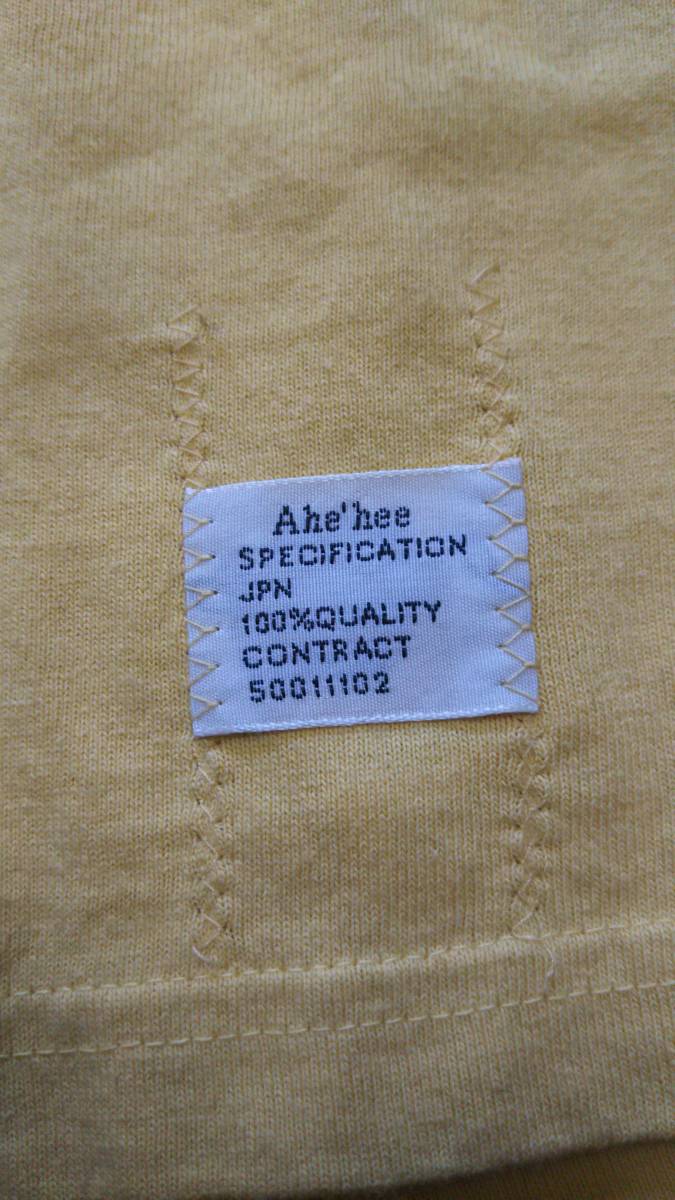 Ahe'hee
SPECIFICATION
JPN
100%QUALITY
CONTRACT
50011102